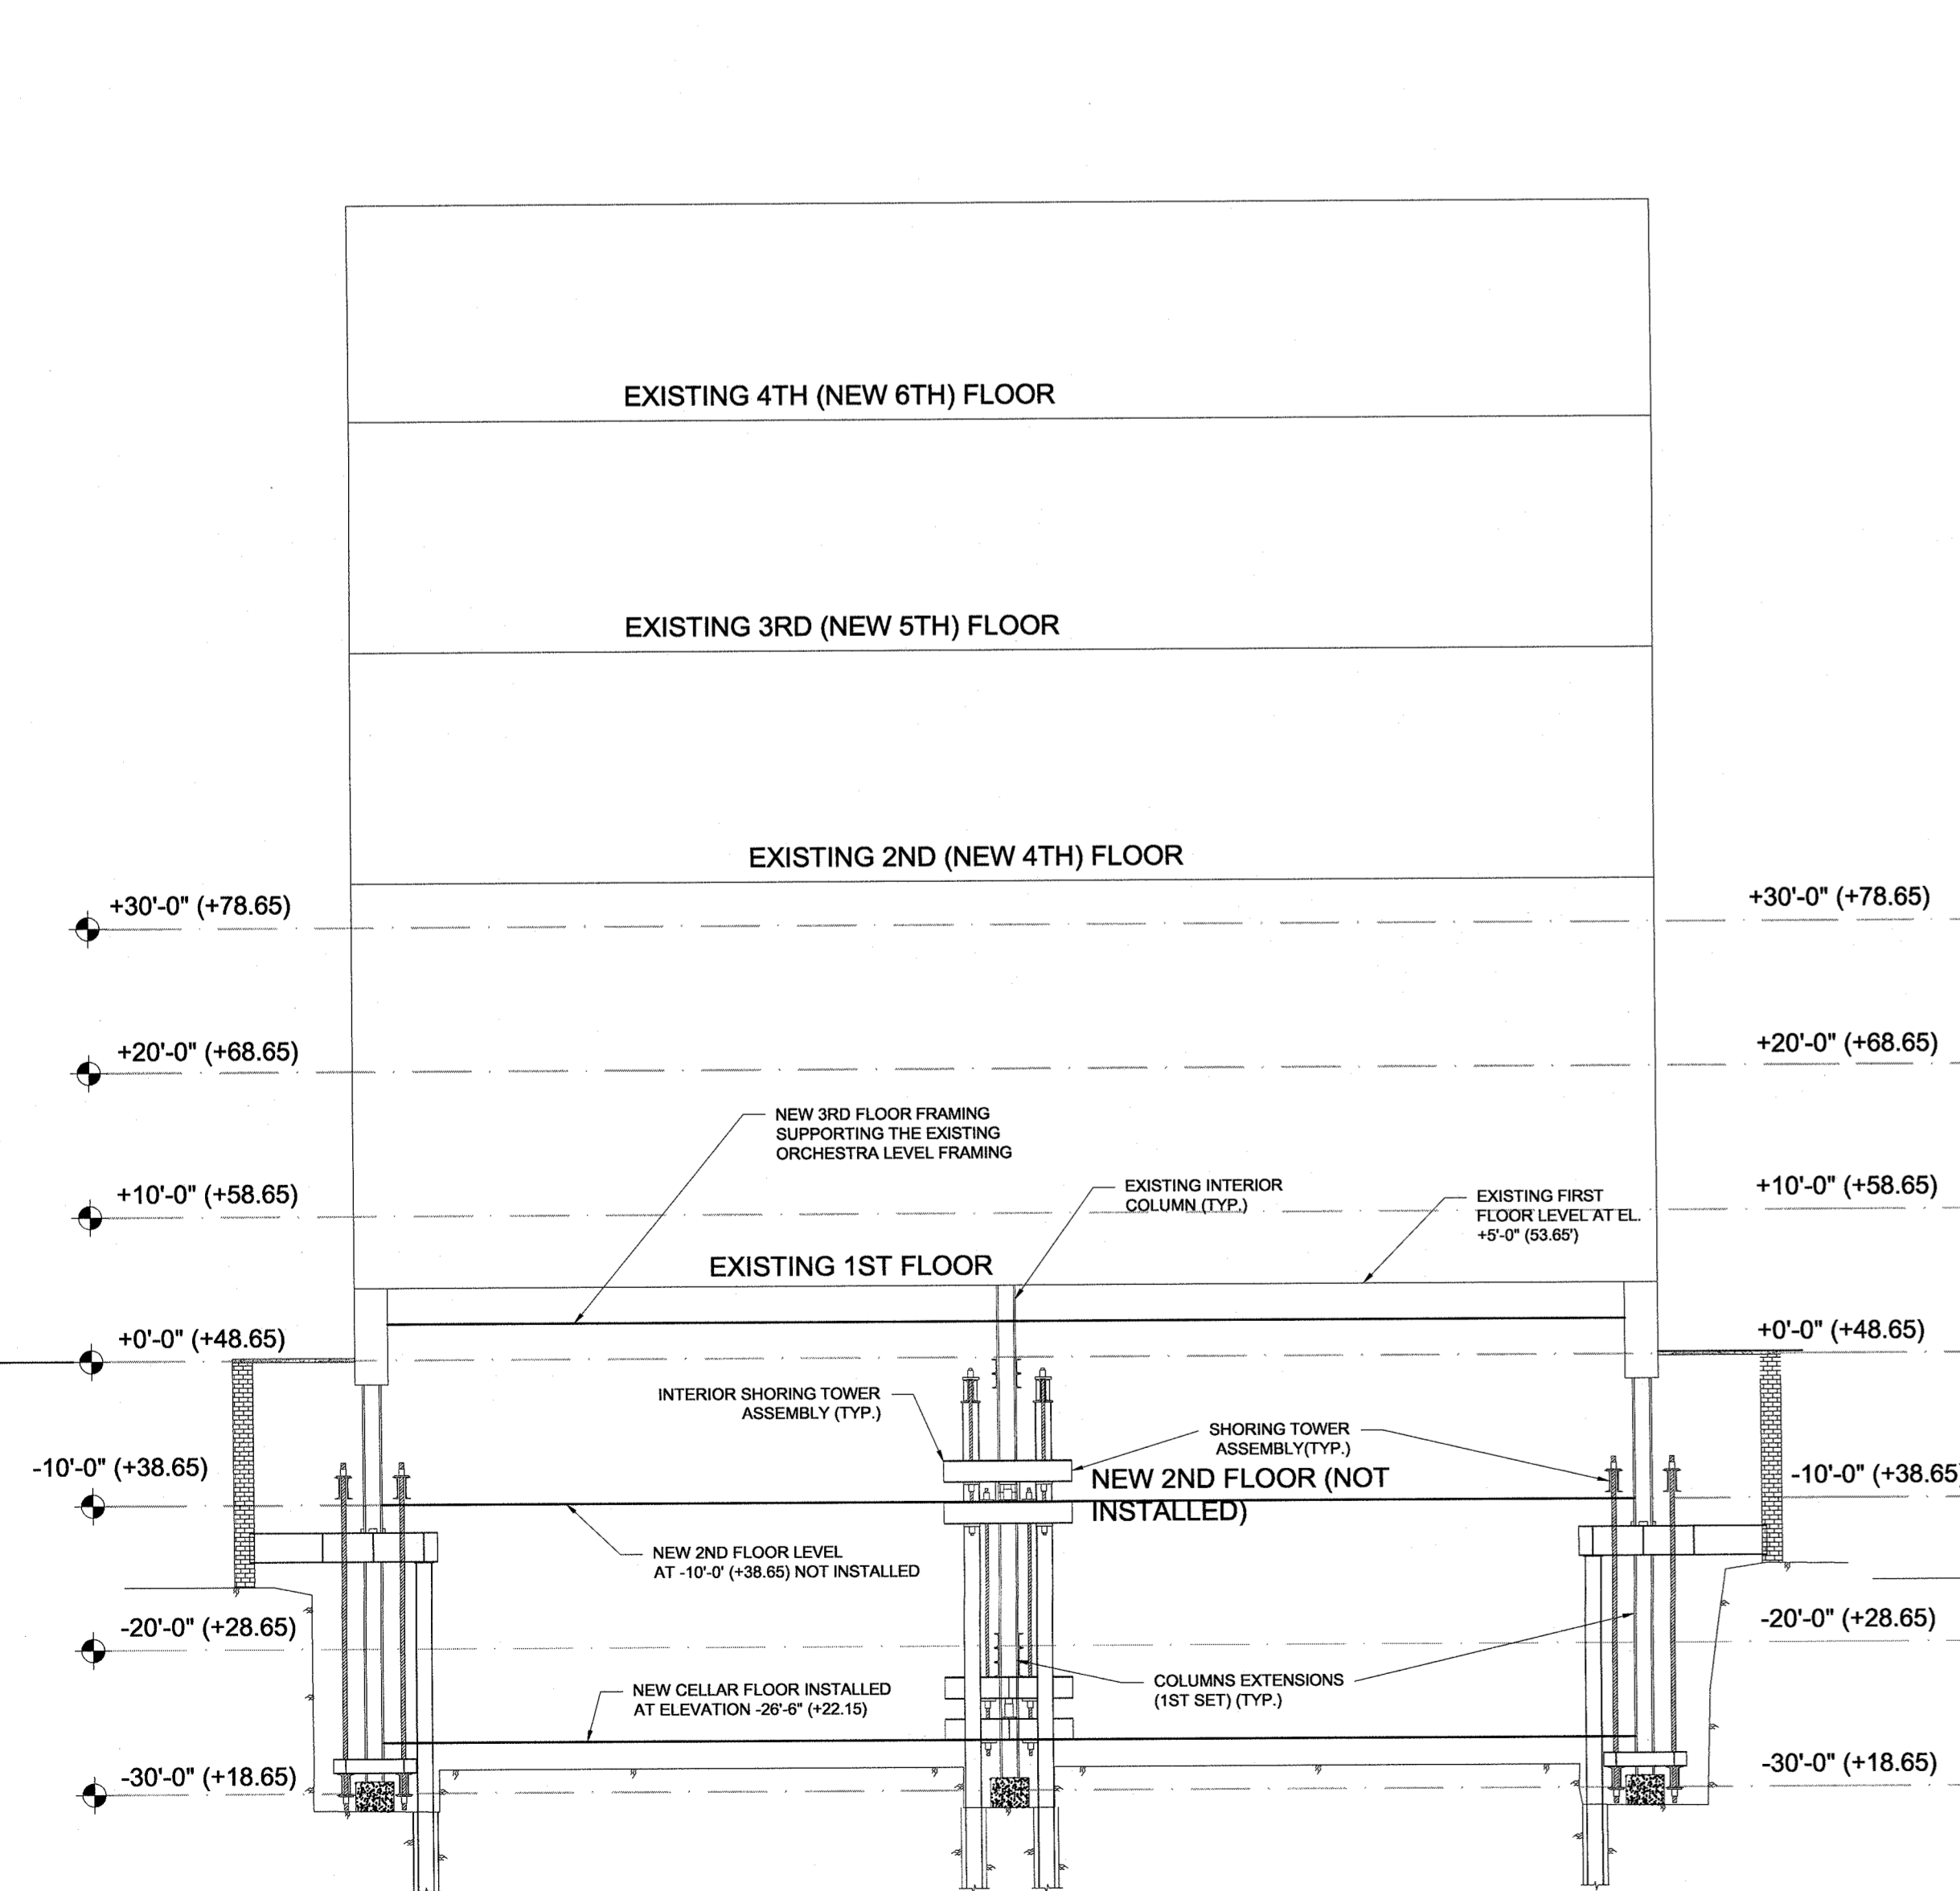 EXISTING 4TH (NEW 6TH) FLOOR
EXISTING 3RD (NEW 5TH) FLOOR
EXISTING 2ND (NEW 4TH) FLOOR
+30'-0" (+78.65)
+30'-0" (+78.65)
+20'-0" (+68.65)
+20'-0" (+68.65)
NEW 3RD FLOOR FRAMING
SUPPORTING THE EXISTING
ORCHESTRA LEVEL FRAMING
+10'-0" (+58.65)
EXISTING INTERIOR
COLUMN (TYP.)
EXISTING FIRST
FLOOR LEVEL AT EL.
+5'-0" (53.65')
+10'-0" (+58.65)
EXISTING 1ST FLOOR
+0'-0" (+48.65)
+0'-0" (+48.65)
INTERIOR SHORING TOWER
ASSEMBLY (TYP.)
SHORING TOWER
ASSEMBLY(TYP.)
-10'-0" (+38.65)
NEW 2ND FLOOR (NOT
INSTALLED)
-10'-0" (+38.65)
NEW 2ND FLOOR LEVEL
AT -10'-0' (+38.65) NOT INSTALLED
-20'-0" (+28.65)
-20'-0" (+28.65)
NEW CELLAR FLOOR INSTALLED
AT ELEVATION -26'-6" (+22.15)
COLUMNS EXTENSIONS
(1ST SET) (TYP.)
-30'-0" (+18.65)
-30'-0" (+18.65)